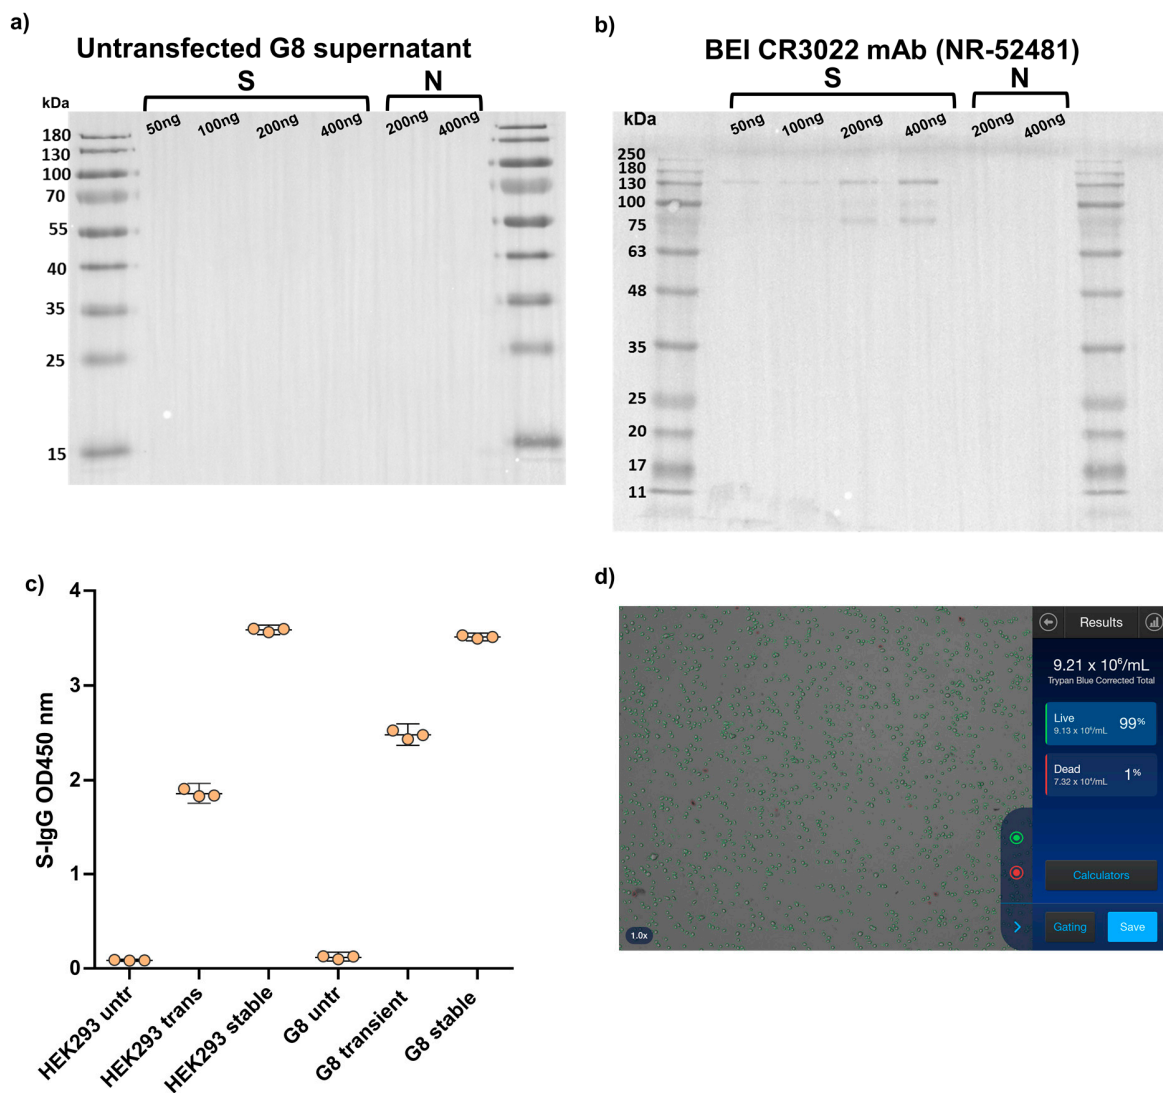 a)
Untransfected G8 supernatant
S
N
kDa
50ng
100ng
200ng
400ng
200ng
400ng
180
130
100
70
55
40
35
25
15
b)
BEI CR3022 mAb (NR-52481)
S
N
kDa
50ng
100ng
200ng
400ng
200ng
400ng
250
180
130
100
75
63
48
35
25
20
17
11
c)
S-IgG OD450 nm
4
3
2
1
0
HEK293 untr
HEK293 trans
HEK293 stable
G8 untr
G8 transient
G8 stable
d)
Results
9.21 x 10⁶/mL
Trypan Blue Corrected Total
Live
99%
9.13 x 10⁶/mL
Dead
1%
7.32 x 10⁴/mL
Calculators
Gating
Save
1.0x